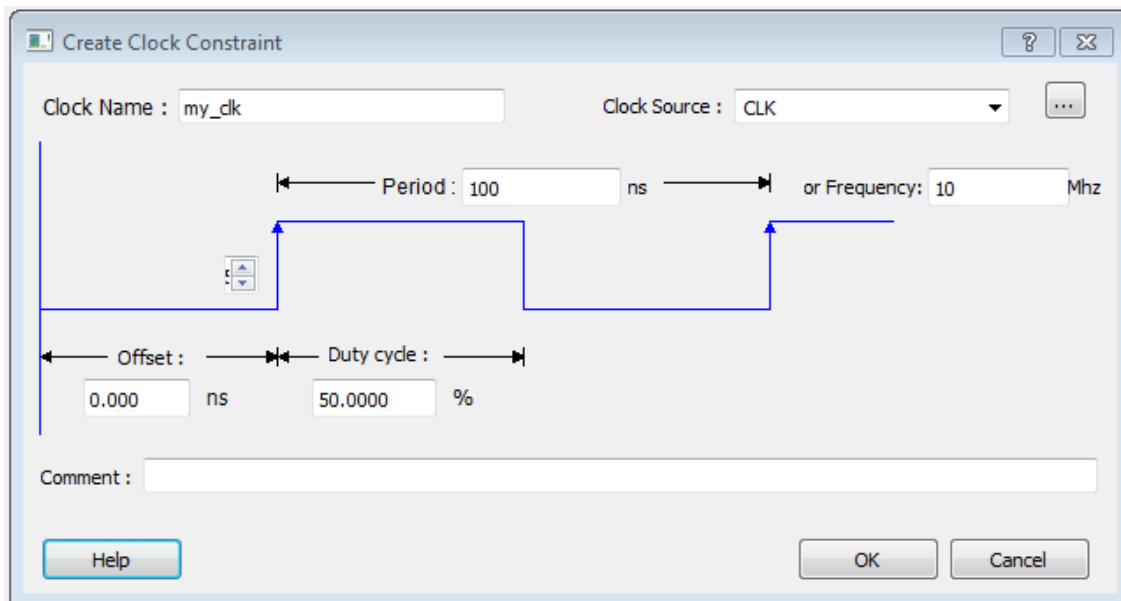 Create Clock Constraint
Clock Name : my_clk Clock Source : CLK ...
Period : 100 ns or Frequency: 10 Mhz
Offset : Duty cycle :
0.000 ns 50.0000 %
Comment :
Help OK Cancel